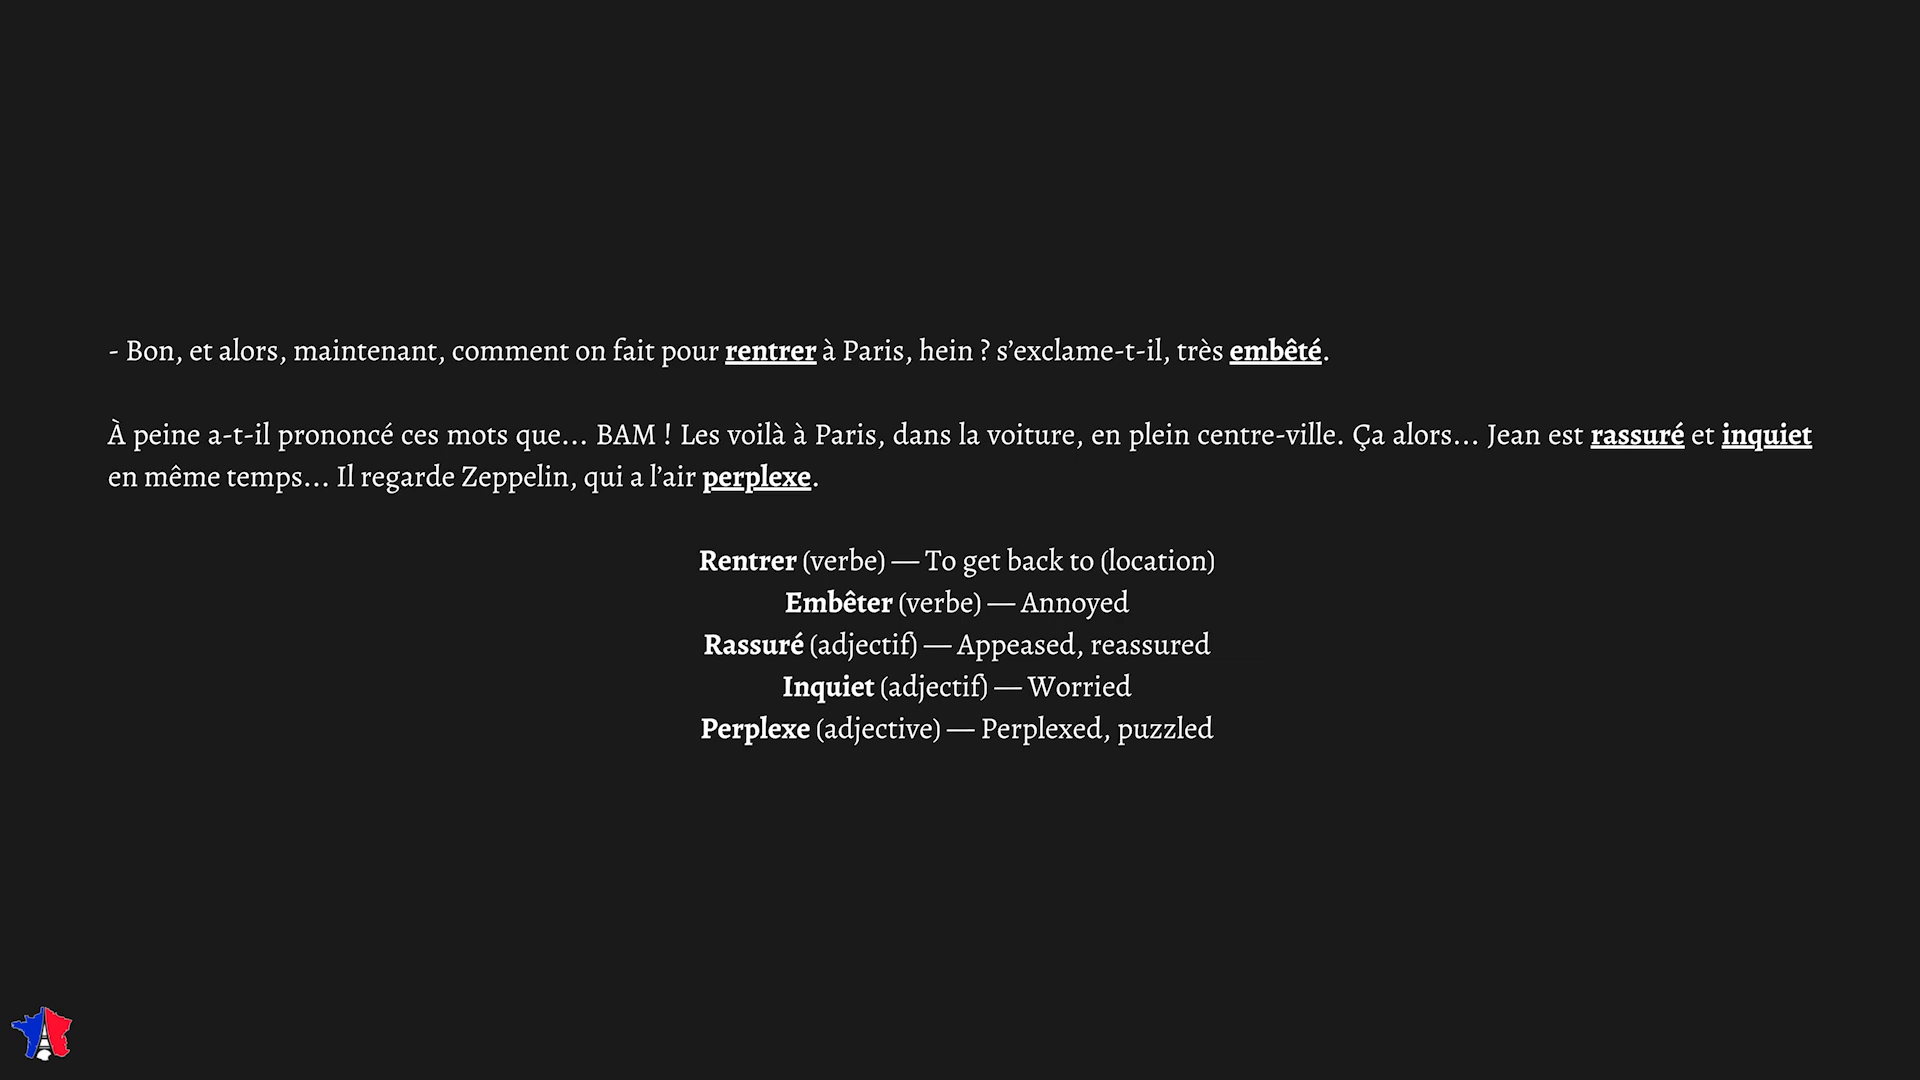 - Bon, et alors, maintenant, comment on fait pour rentrer à Paris, hein ? s’exclame-t-il, très embêté.
À peine a-t-il prononcé ces mots que... BAM ! Les voilà à Paris, dans la voiture, en plein centre-ville. Ça alors... Jean est rassuré et inquiet
en même temps... Il regarde Zeppelin, qui a l’air perplexe.
Rentrer (verbe) — To get back to (location)
Embêter (verbe) — Annoyed
Rassuré (adjectif) — Appeased, reassured
Inquiet (adjectif) — Worried
Perplexe (adjective) — Perplexed, puzzled